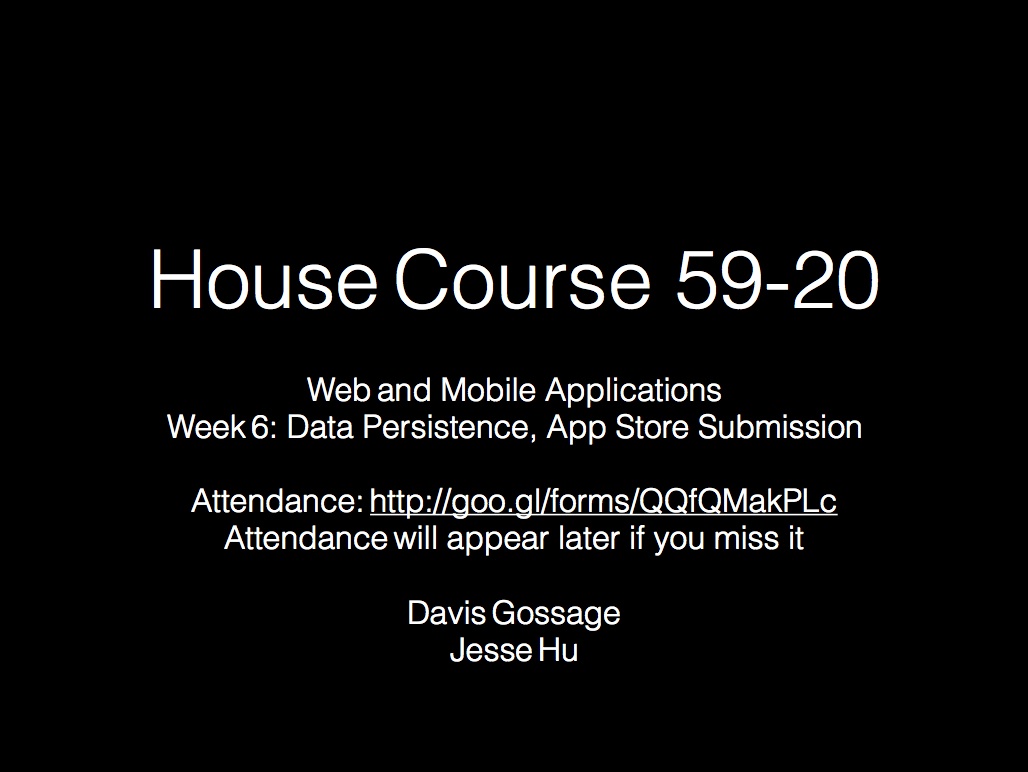 House Course 59-20
Web and Mobile Applications
Week 6: Data Persistence, App Store Submission
Attendance: http://goo.gl/forms/QQfQMakPLc
Attendance will appear later if you miss it
Davis Gossage
Jesse Hu